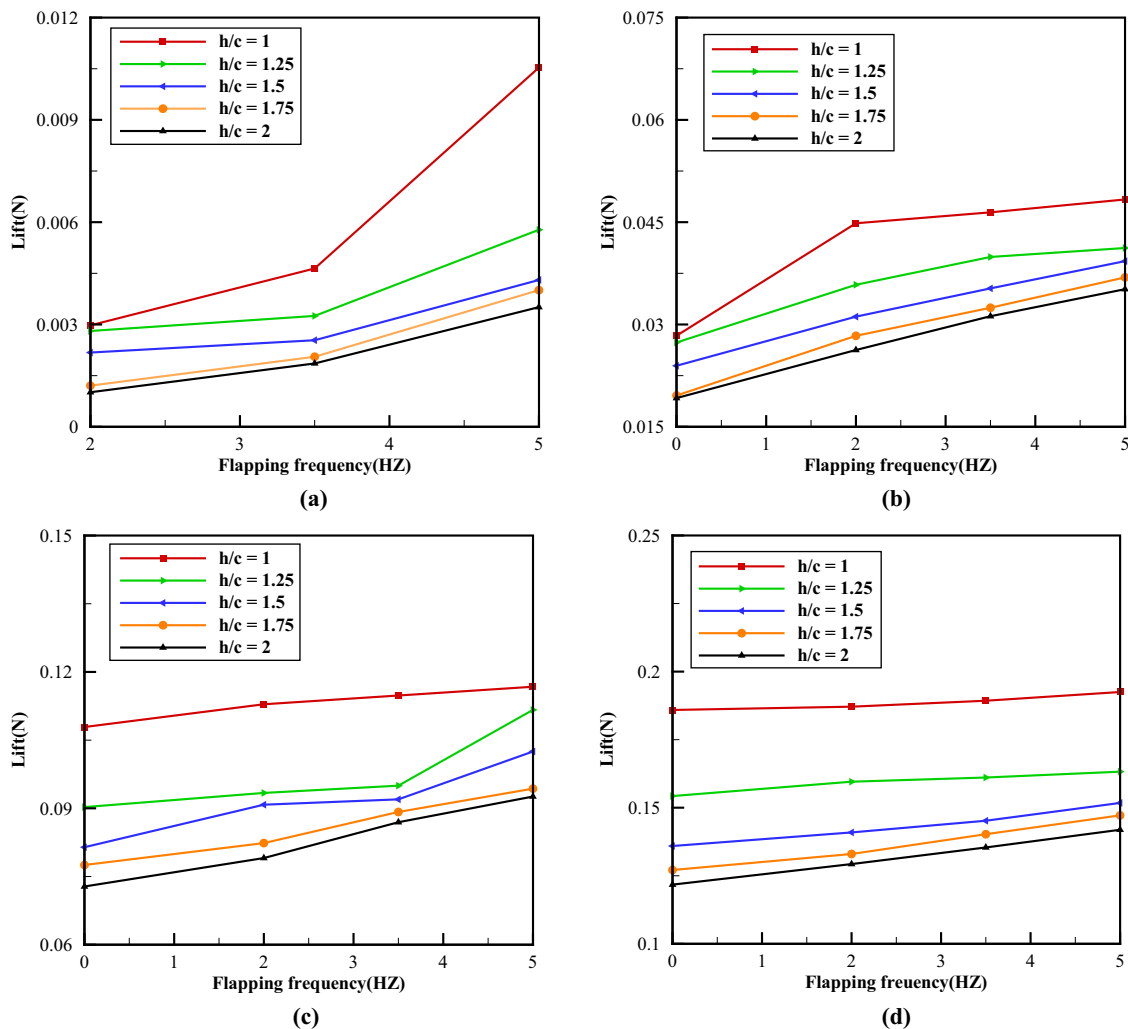 0.012
0.009
0.006
0.003
0
Lift(N)
h/c = 1
h/c = 1.25
h/c = 1.5
h/c = 1.75
h/c = 2
2
3
4
5
Flapping frequency(HZ)
(a)
0.075
0.06
0.045
0.03
0.015
Lift(N)
h/c = 1
h/c = 1.25
h/c = 1.5
h/c = 1.75
h/c = 2
0
1
2
3
4
5
Flapping frequency(HZ)
(b)
0.15
0.12
0.09
0.06
Lift(N)
h/c = 1
h/c = 1.25
h/c = 1.5
h/c = 1.75
h/c = 2
0
1
2
3
4
5
Flapping frequency(HZ)
(c)
0.25
0.2
0.15
0.1
Lift(N)
h/c = 1
h/c = 1.25
h/c = 1.5
h/c = 1.75
h/c = 2
0
1
2
3
4
5
Flapping freuency(HZ)
(d)